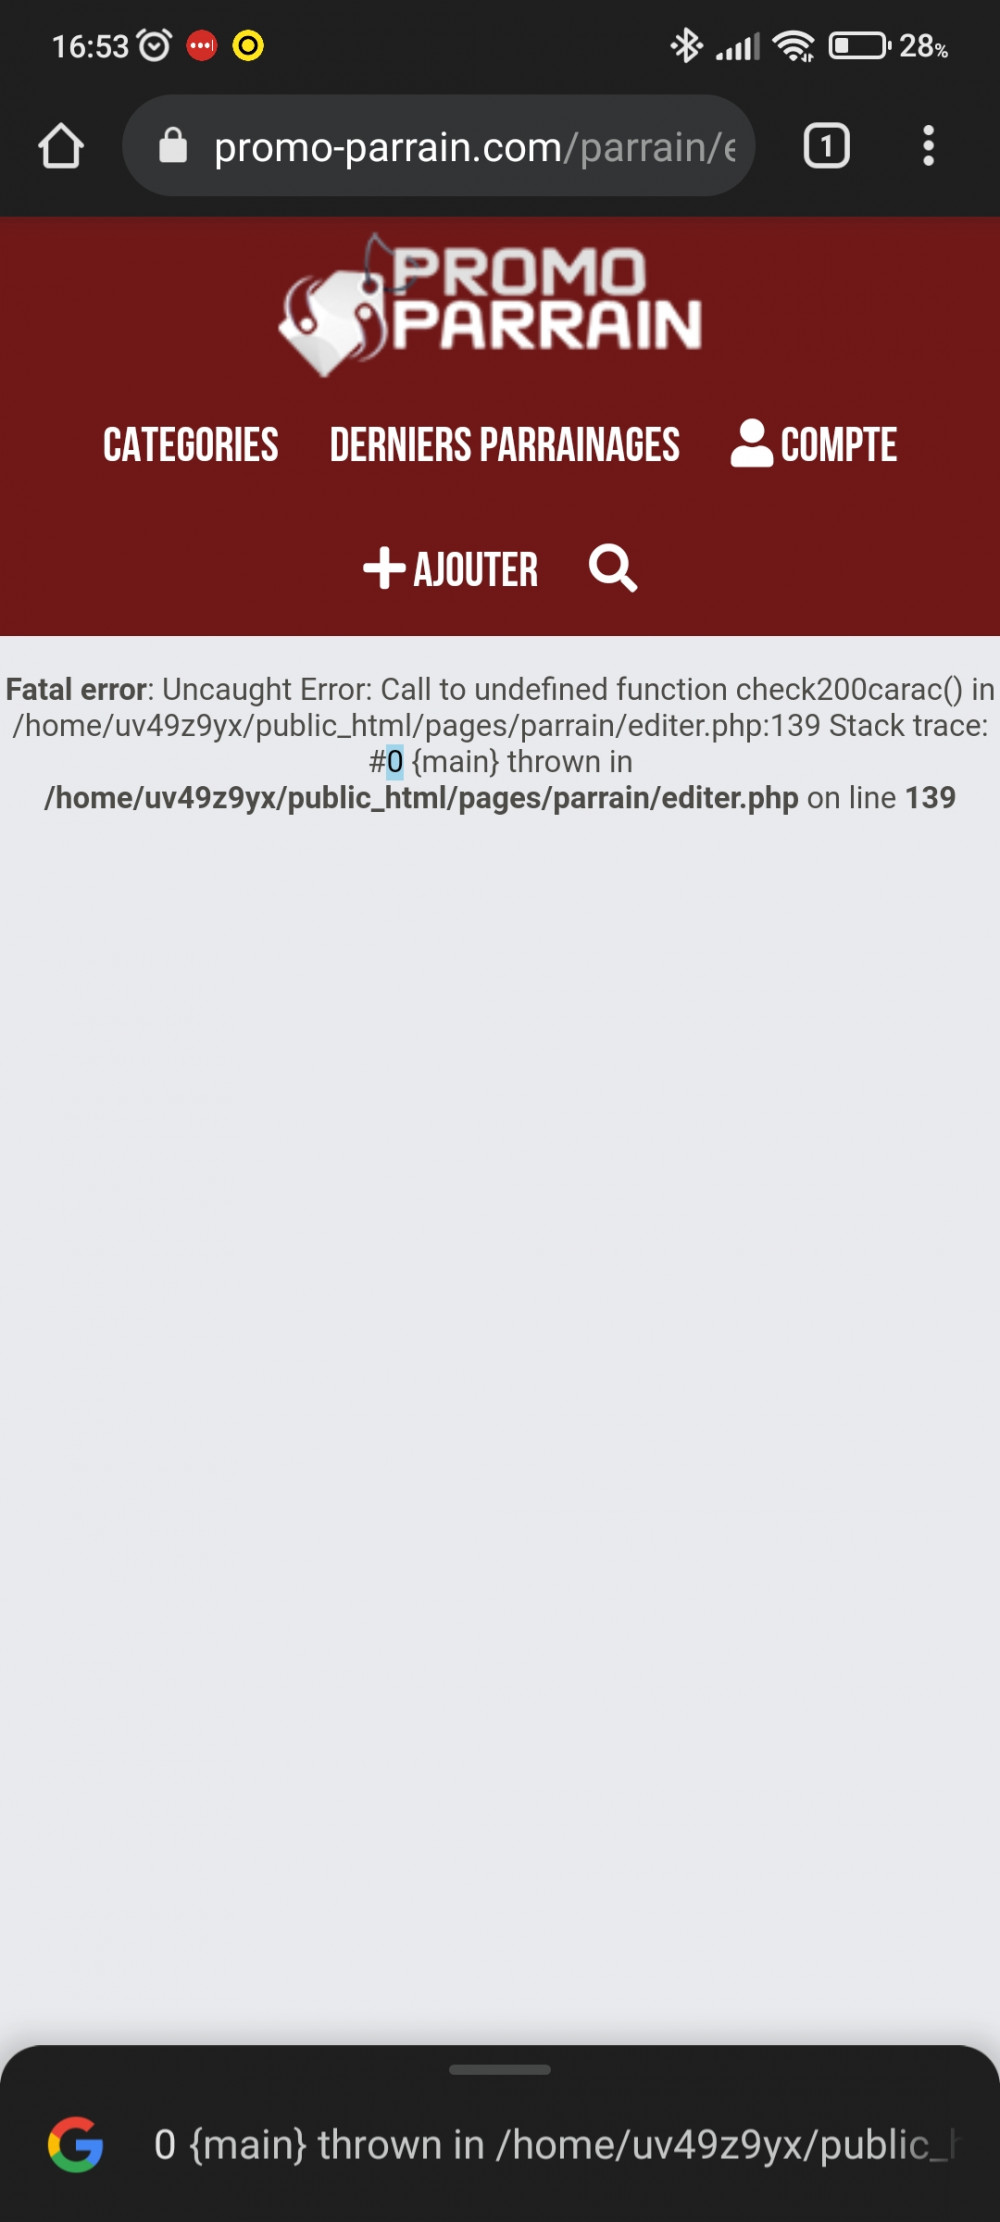 16:53 28%
promo-parrain.com/parrain/e 1
PROMO
PARRAIN
CATEGORIES DERNIERS PARRAINAGES COMPTE
AJOUTER
Fatal error: Uncaught Error: Call to undefined function check200carac() in
/home/uv49z9yx/public_html/pages/parrain/editer.php:139 Stack trace:
#0 {main} thrown in
/home/uv49z9yx/public_html/pages/parrain/editer.php on line 139
0 {main} thrown in /home/uv49z9yx/public_h